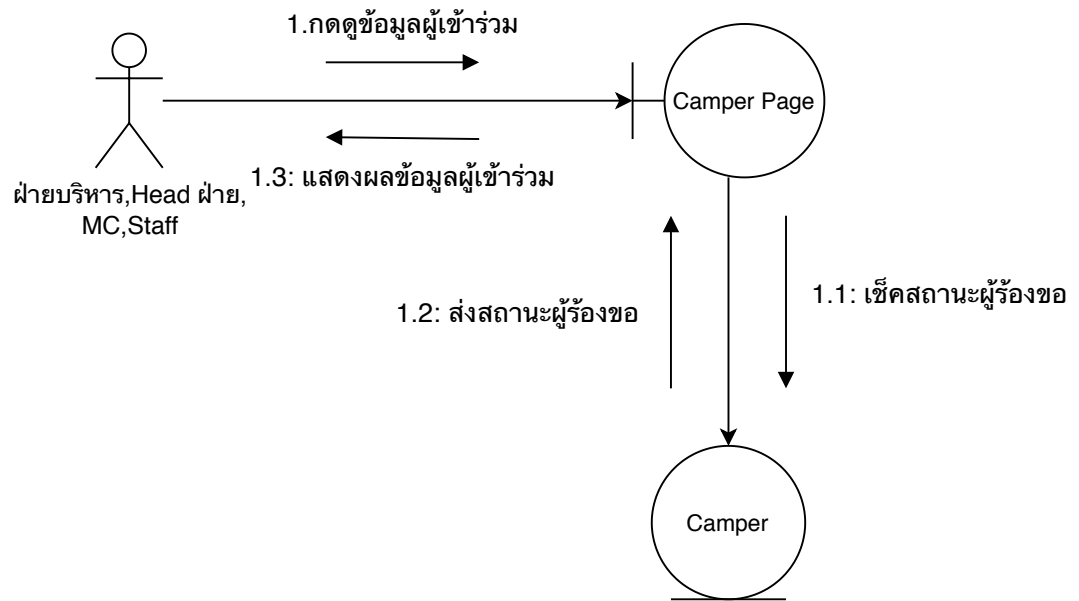 1.กดดูข้อมูลผู้เข้าร่วม
Camper Page
1.3: แสดงผลข้อมูลผู้เข้าร่วม
ฝ่ายบริหาร,Head ฝ่าย,
MC,Staff
1.1: เช็คสถานะผู้ร้องขอ
1.2: ส่งสถานะผู้ร้องขอ
Camper